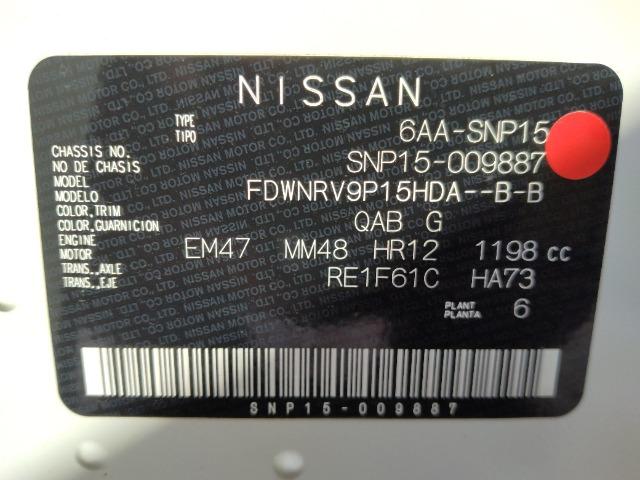 NISSAN
TYPE
TIPO 6AA-SNP15
CHASSIS NO.
NO DE CHASIS SNP15-009887
MODEL
MODELO FDWNRV9P15HDA--B-B
COLOR,TRIM
COLOR,GUARNICION QAB G
ENGINE
MOTOR EM47 MM48 HR12 1198 cc
TRANS.,AXLE
TRANS.,EJE RE1F61C HA73
PLANT
PLANTA 6
SNP15-009887